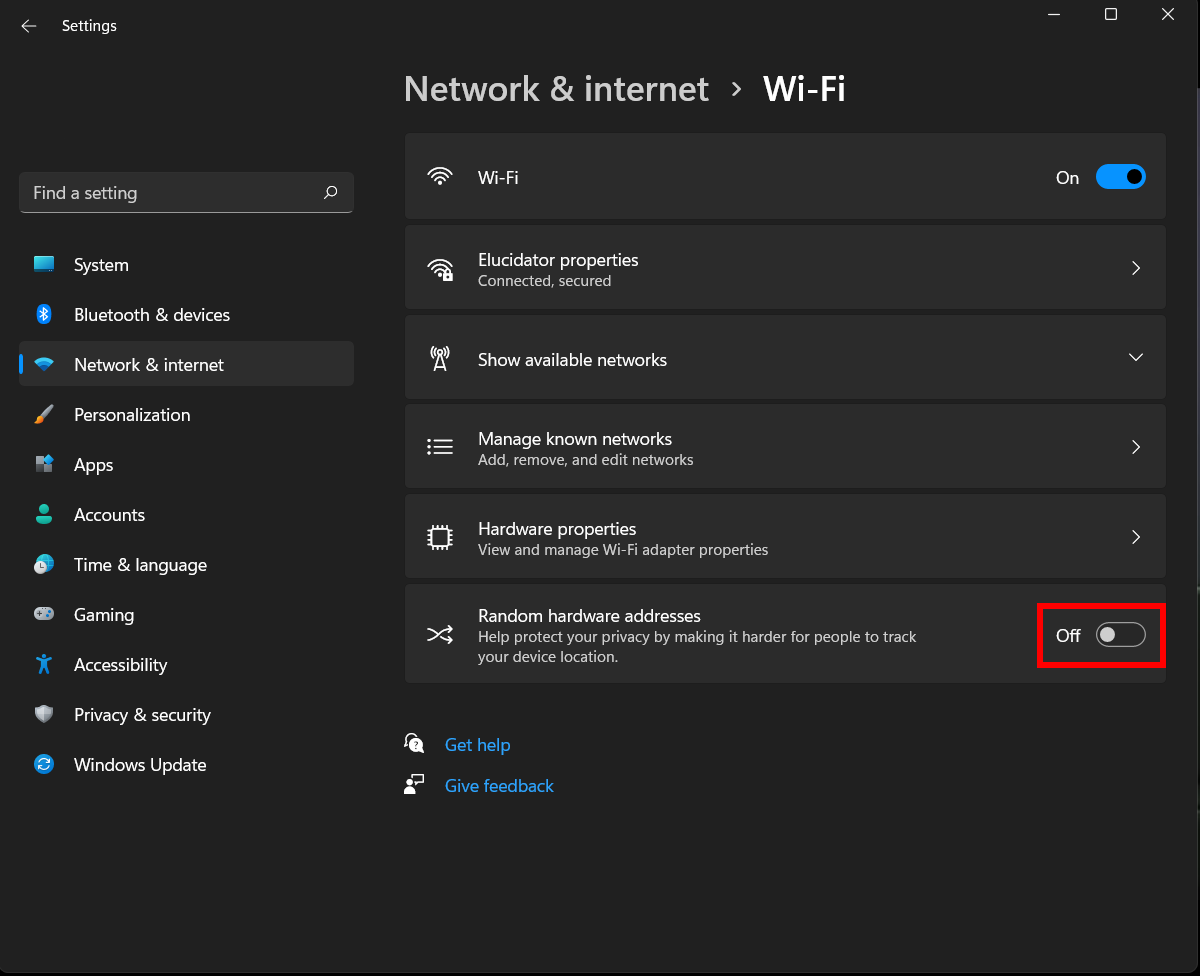 Settings
Network & internet › Wi-Fi
Find a setting
System
Bluetooth & devices
Network & internet
Personalization
Apps
Accounts
Time & language
Gaming
Accessibility
Privacy & security
Windows Update
Wi-Fi
On
Elucidator properties
Connected, secured
Show available networks
Manage known networks
Add, remove, and edit networks
Hardware properties
View and manage Wi-Fi adapter properties
Random hardware addresses
Help protect your privacy by making it harder for people to track
your device location.
Off
Get help
Give feedback